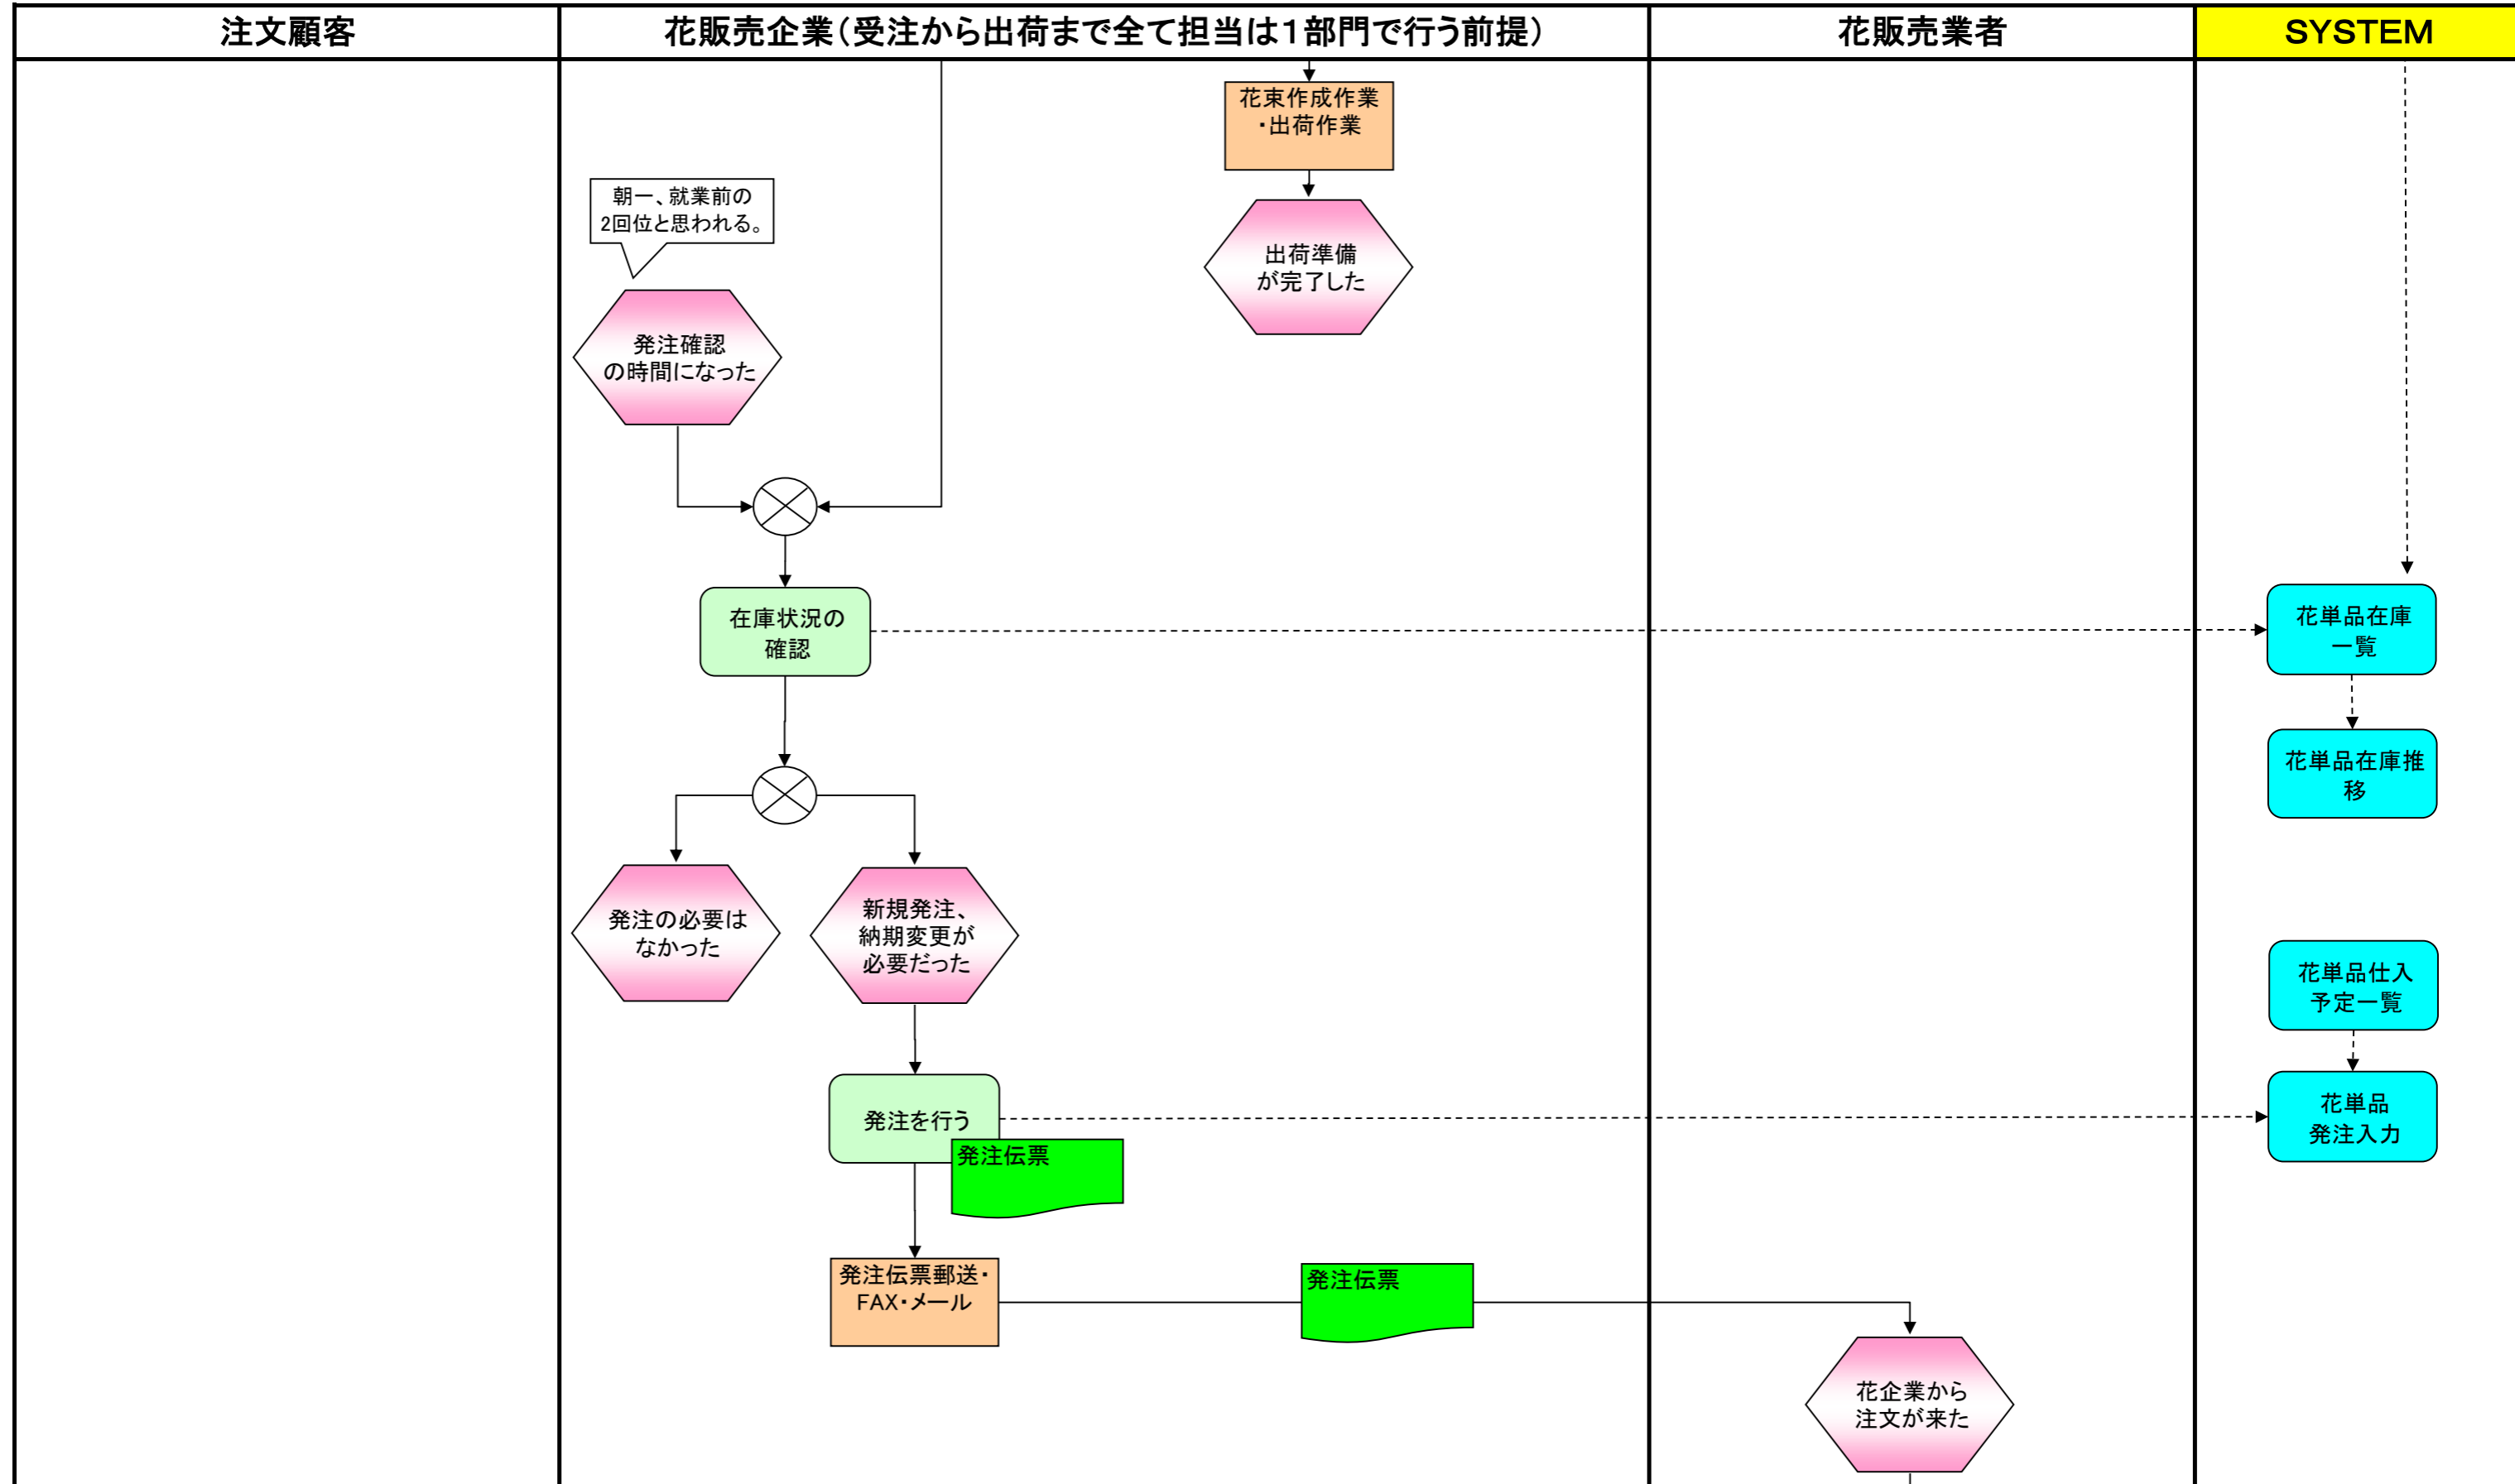 注文顧客
花販売企業（受注から出荷まで全て担当は１部門で行う前提）
花販売業者
SYSTEM
花束作成作業
・出荷作業
朝一、就業前の
2回位と思われる。
出荷準備
が完了した
発注確認
の時間になった
在庫状況の
確認
花単品在庫
一覧
花単品在庫推
移
発注の必要は
なかった
新規発注、
納期変更が
必要だった
花単品仕入
予定一覧
発注を行う
花単品
発注入力
発注伝票
発注伝票郵送・
FAX・メール
発注伝票
花企業から
注文が来た